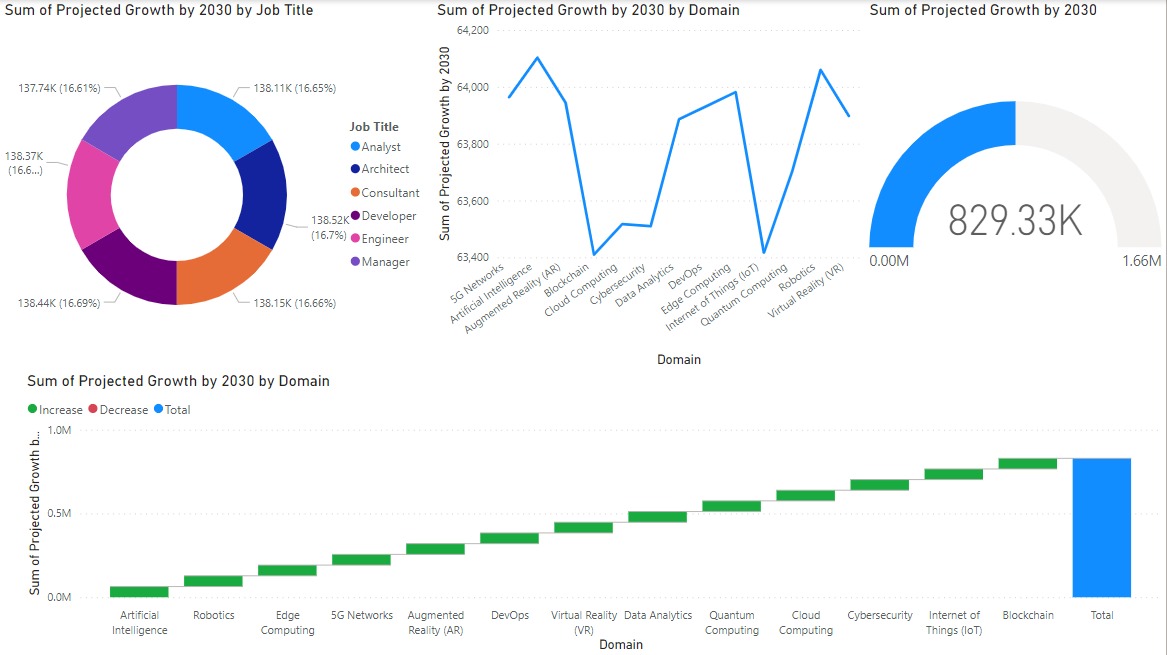 Sum of Projected Growth by 2030 by Job Title
137.74K (16.61%)
138.11K (16.65%)
138.37K
(16.6...)
138.52K
(16.7%)
138.44K (16.69%)
138.15K (16.66%)
Job Title
Analyst
Architect
Consultant
Developer
Engineer
Manager
Sum of Projected Growth by 2030 by Domain
Sum of Projected Growth by 2030
64,200
64,000
63,800
63,600
63,400
5G Networks
Artificial Intelligence
Augmented Reality (AR)
Blockchain
Cloud Computing
Cybersecurity
Data Analytics
DevOps
Edge Computing
Internet of Things (IoT)
Quantum Computing
Robotics
Virtual Reality (VR)
Domain
Sum of Projected Growth by 2030
829.33K
0.00M
1.66M
Sum of Projected Growth by 2030 by Domain
Increase Decrease Total
Sum of Projected Growth b...
1.0M
0.5M
0.0M
Artificial
Intelligence
Robotics
Edge
Computing
5G Networks
Augmented
Reality (AR)
DevOps
Virtual Reality
(VR)
Data Analytics
Quantum
Computing
Cloud
Computing
Cybersecurity
Internet of
Things (IoT)
Blockchain
Total
Domain